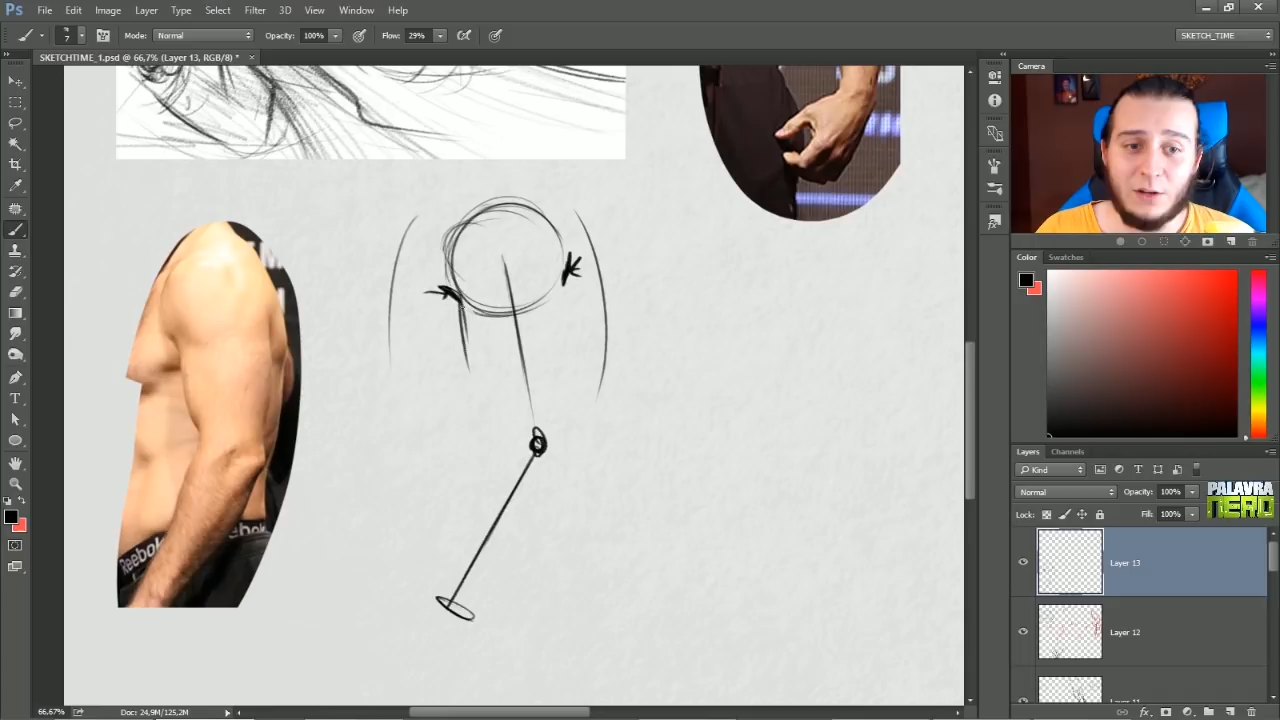 Ps File Edit Image Layer Type Select Filter 3D View Window Help
7 Mode: Normal Opacity: 100% Flow: 29% SKETCH_TIME
SKETCHTIME_1.psd @ 66,7% (Layer 13, RGB/8) * ×
Camera
Color Swatches
Layers Channels
Kind
Normal Opacity: 100%
Lock: Fill: 100%
PALAVRA NERD
Layer 13
Layer 12
Reebok
66,67% Doc: 24,9M/125,2M